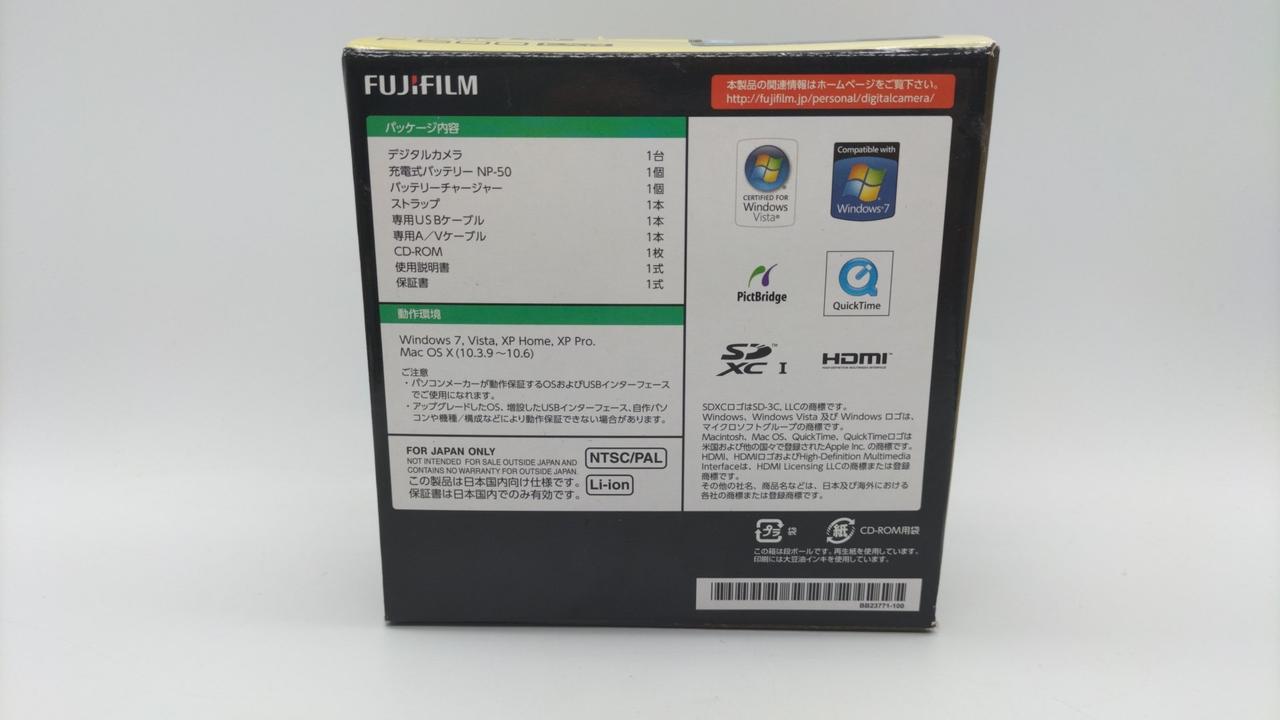 FUJIFILM
本製品の関連情報はホームページをご覧下さい。
http://fujifilm.jp/personal/digitalcamera/
パッケージ内容
デジタルカメラ 1台
充電式バッテリー NP-50 1個
バッテリーチャージャー 1個
ストラップ 1本
専用USBケーブル 1本
専用A/Vケーブル 1本
CD-ROM 1枚
使用説明書 1式
保証書 1式
動作環境
Windows 7, Vista, XP Home, XP Pro.
Mac OS X (10.3.9～10.6)
ご注意
・パソコンメーカーが動作保証するOSおよびUSBインターフェース
でご使用になれます。
・アップグレードしたOS、増設したUSBインターフェース、自作パソ
コンや機種/構成などにより動作保証できない場合があります。
FOR JAPAN ONLY
NOT INTENDED FOR SALE OUTSIDE JAPAN AND
CONTAINS NO WARRANTY FOR OUTSIDE JAPAN.
この製品は日本国内向け仕様です。
保証書は日本国内でのみ有効です。
NTSC/PAL
Li-ion
CERTIFIED FOR
Windows
Vista®
Compatible with
Windows®7
PictBridge
QuickTime
SD XC I
™
HDMI™
HIGH-DEFINITION MULTIMEDIA INTERFACE
SDXCロゴはSD-3C, LLCの商標です。
Windows、Windows Vista 及び Windows ロゴは、
マイクロソフトグループの商標です。
Macintosh、Mac OS、QuickTime、QuickTimeロゴは
米国および他の国々で登録されたApple Inc. の商標です。
HDMI、HDMIロゴおよびHigh-Definition Multimedia
Interfaceは、HDMI Licensing LLCの商標または登録
商標です。
その他の社名、商品名などは、日本及び海外における
各社の商標または登録商標です。
プラ 袋
紙 CD-ROM用袋
この箱は段ボールです。再生紙を使用しています。
印刷には大豆油インキを使用しています。
BB23771-100